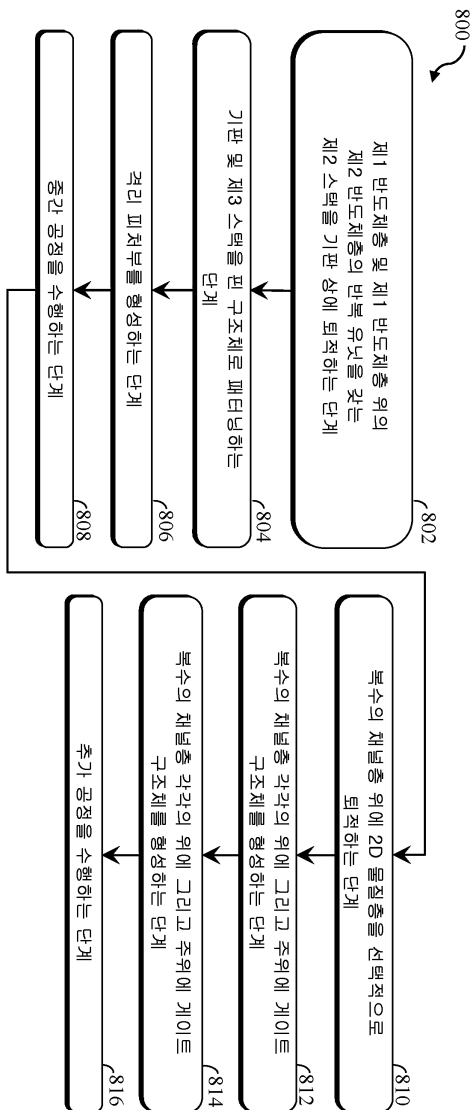 800
제1 반도체층 및 제1 반도체층 위의
제2 반도체층의 반복 유닛을 갖는
제2 스택을 기판 상에 퇴적하는 단계
802
기판 및 제3 스택을 핀 구조체로 패터닝하는
단계
804
격리 피처부를 형성하는 단계
806
중간 공정을 수행하는 단계
808
복수의 채널층 위에 2D 물질층을 선택적으로
퇴적하는 단계
810
복수의 채널층 각각의 위에 그리고 주위에 게이트
구조체를 형성하는 단계
812
복수의 채널층 각각의 위에 그리고 주위에 게이트
구조체를 형성하는 단계
814
추가 공정을 수행하는 단계
816